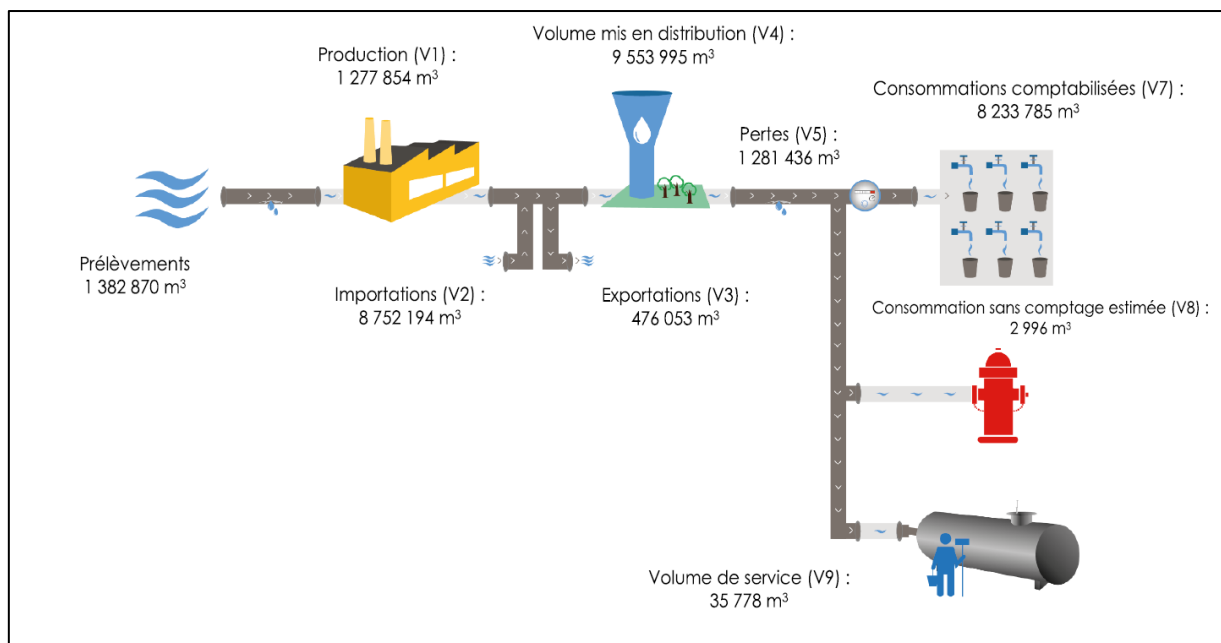 Volume mis en distribution (V4) :
9 553 995 m³
Production (V1) :
1 277 854 m³
Consommations comptabilisées (V7) :
8 233 785 m³
Pertes (V5) :
1 281 436 m³
Prélèvements
1 382 870 m³
Importations (V2) :
8 752 194 m³
Exportations (V3) :
476 053 m³
Consommation sans comptage estimée (V8) :
2 996 m³
Volume de service (V9) :
35 778 m³